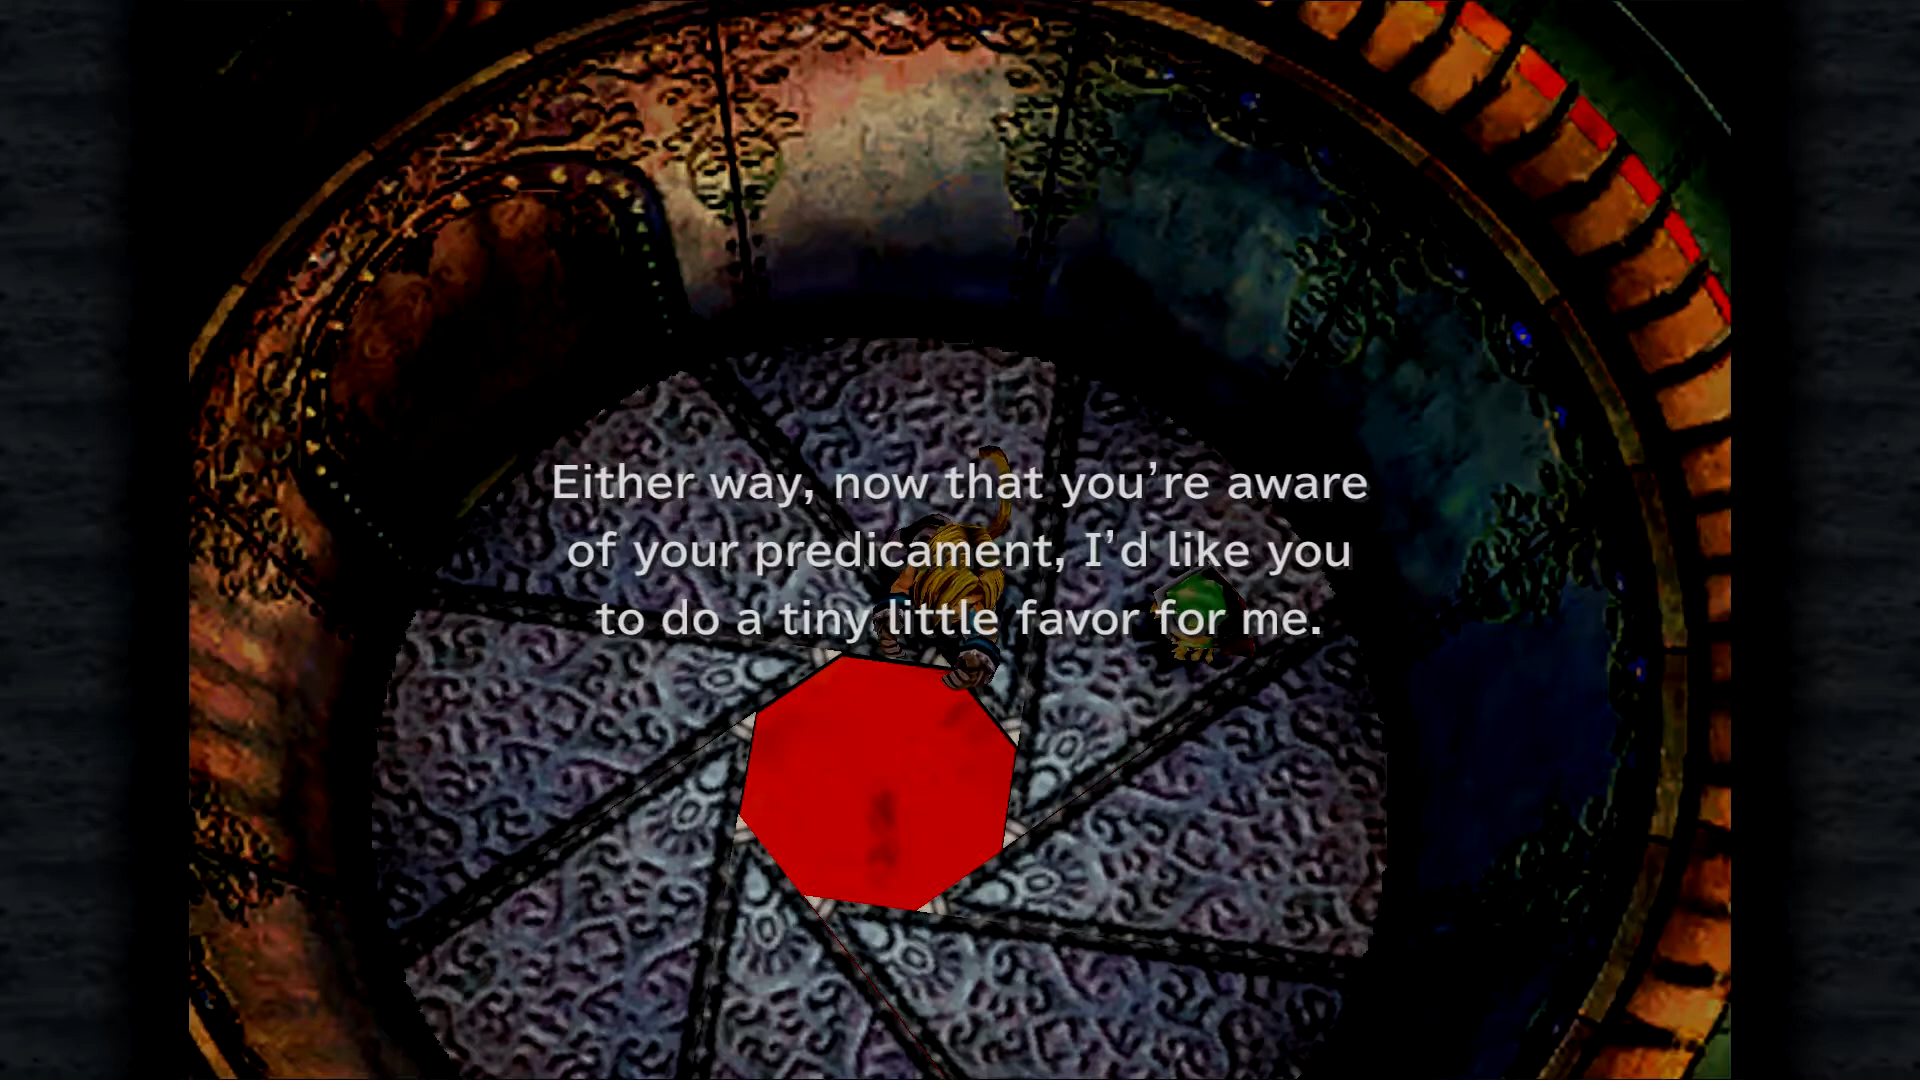 Either way, now that you’re aware
of your predicament, I’d like you
to do a tiny little favor for me.